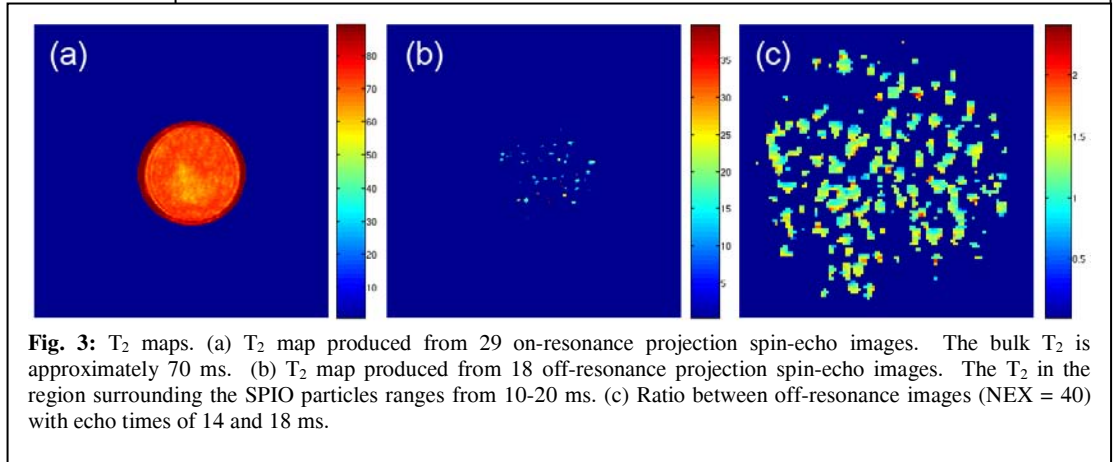 (a)
80
70
60
50
40
30
20
10
(b)
35
30
25
20
15
10
5
(c)
2
1.5
1
0.5
Fig. 3: T₂ maps. (a) T₂ map produced from 29 on-resonance projection spin-echo images. The bulk T₂ is
approximately 70 ms. (b) T₂ map produced from 18 off-resonance projection spin-echo images. The T₂ in the
region surrounding the SPIO particles ranges from 10-20 ms. (c) Ratio between off-resonance images (NEX = 40)
with echo times of 14 and 18 ms.